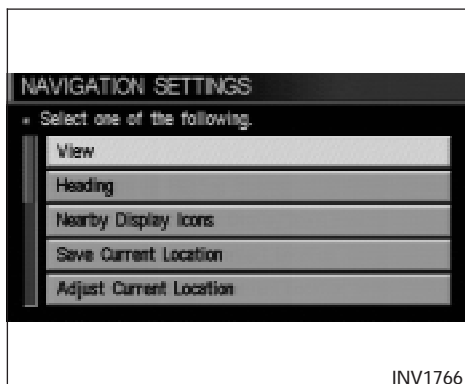 NAVIGATION SETTINGS
Select one of the following.
View
Heading
Nearby Display Icons
Save Current Location
Adjust Current Location
INV1766